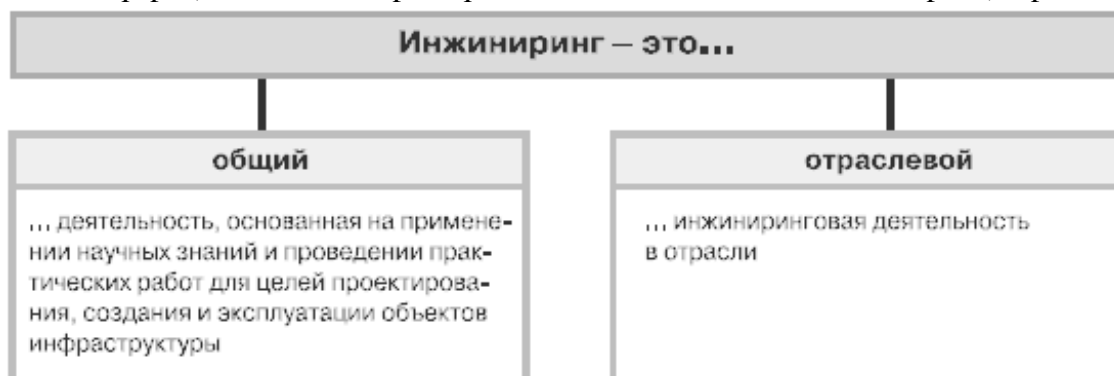 Инжиниринг – это...
общий
... деятельность, основанная на примене-
нии научных знаний и проведении прак-
тических работ для целей проектирова-
ния, создания и эксплуатации объектов
инфраструктуры
отраслевой
... инжиниринговая деятельность
в отрасли